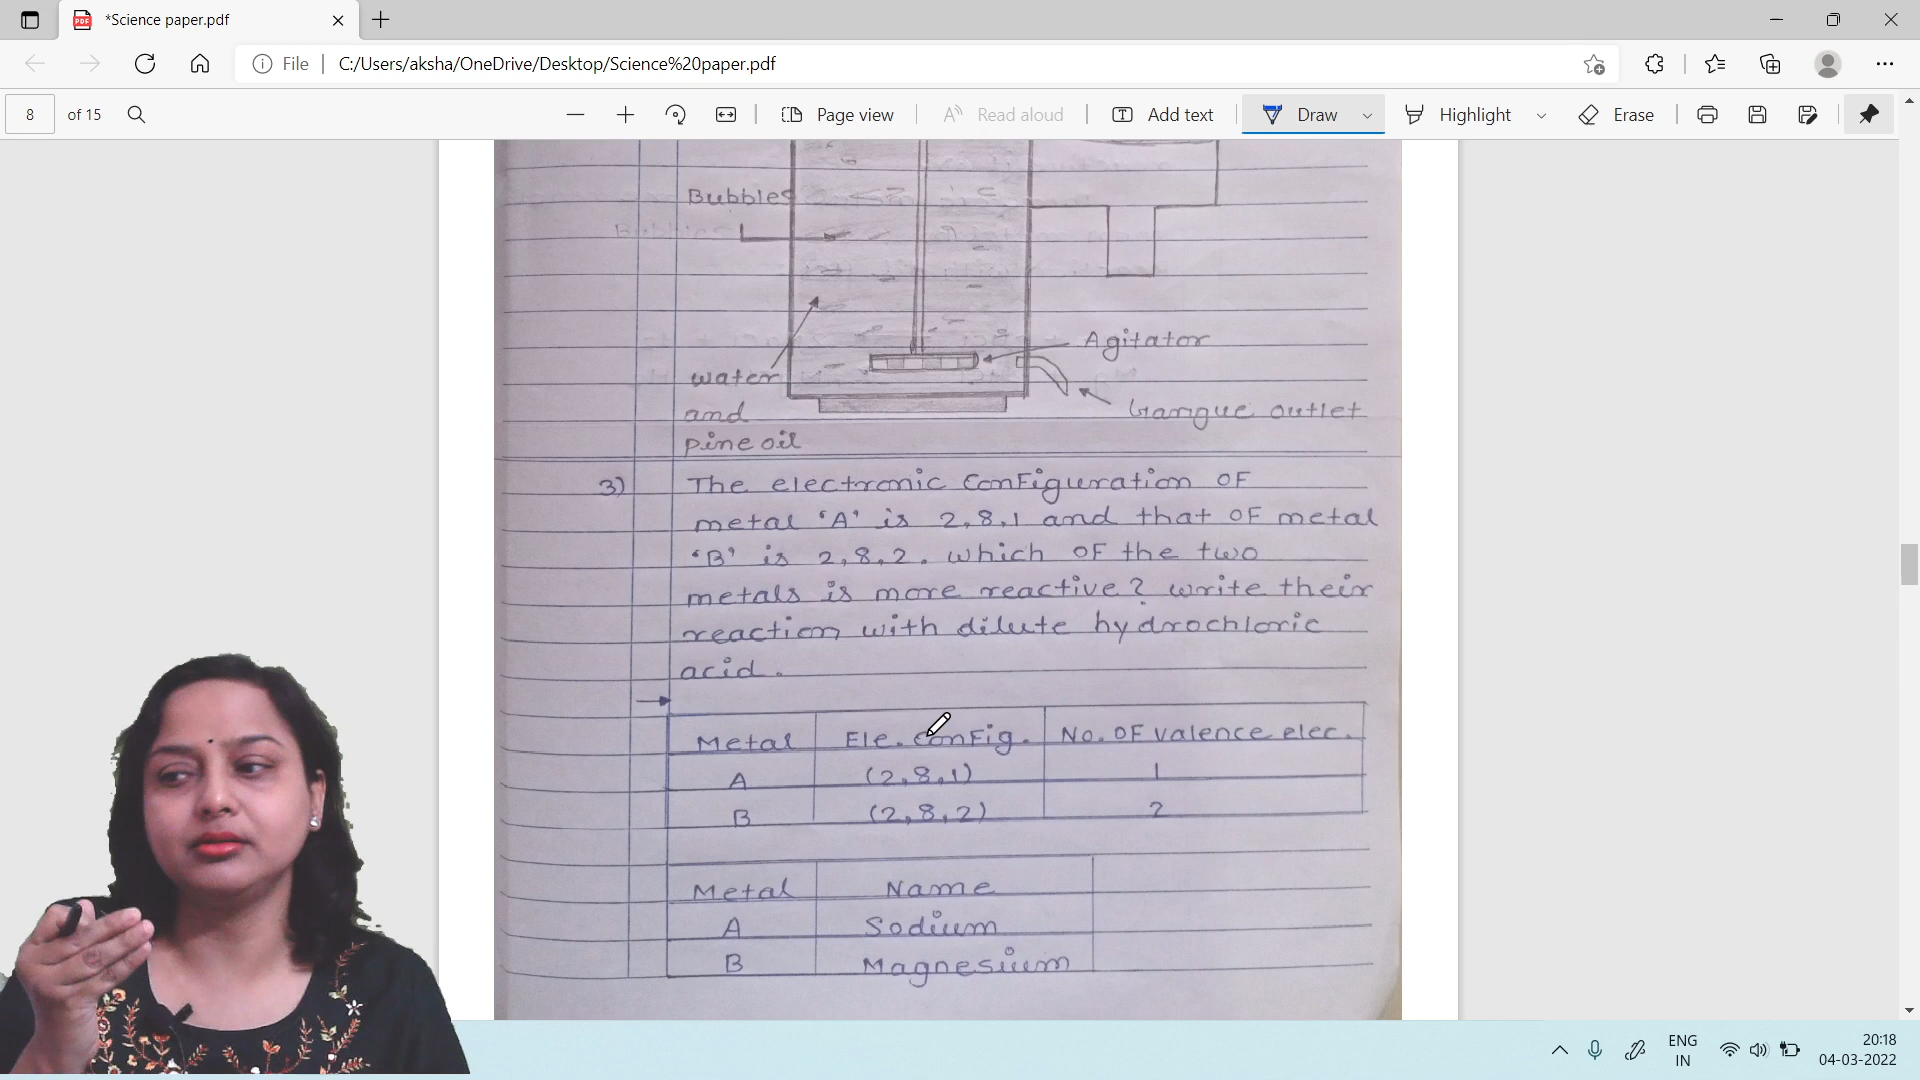 *Science paper.pdf
File
C:/Users/aksha/OneDrive/Desktop/Science%20paper.pdf
8 of 15
Page view
Read aloud
Add text
Draw
Highlight
Erase
Bubbles
Agitator
water
and
pine oil
Gangue outlet
3) The electronic configuration of
metal 'A' is 2,8,1 and that of metal
'B' is 2,8,2. which of the two
metals is more reactive? write their
reaction with dilute hydrochloric
acid.
Metal Ele. config. No. of valence elec.
A (2,8,1) 1
B (2,8,2) 2
Metal Name
A Sodium
B Magnesium
ENG
IN
20:18
04-03-2022